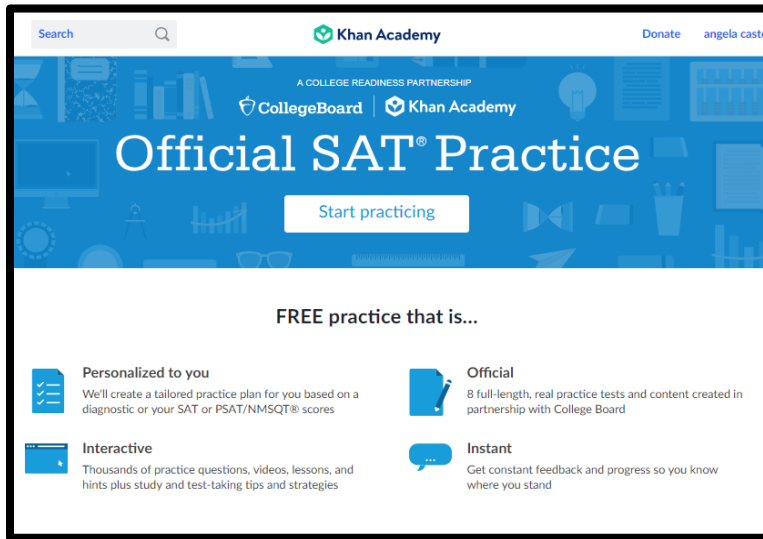 Search
Khan Academy
Donate
angela caste
A COLLEGE READINESS PARTNERSHIP
CollegeBoard | Khan Academy
Official SAT® Practice
Start practicing
FREE practice that is...
Personalized to you
We'll create a tailored practice plan for you based on a
diagnostic or your SAT or PSAT/NMSQT® scores
Official
8 full-length, real practice tests and content created in
partnership with College Board
Interactive
Thousands of practice questions, videos, lessons, and
hints plus study and test-taking tips and strategies
Instant
Get constant feedback and progress so you know
where you stand